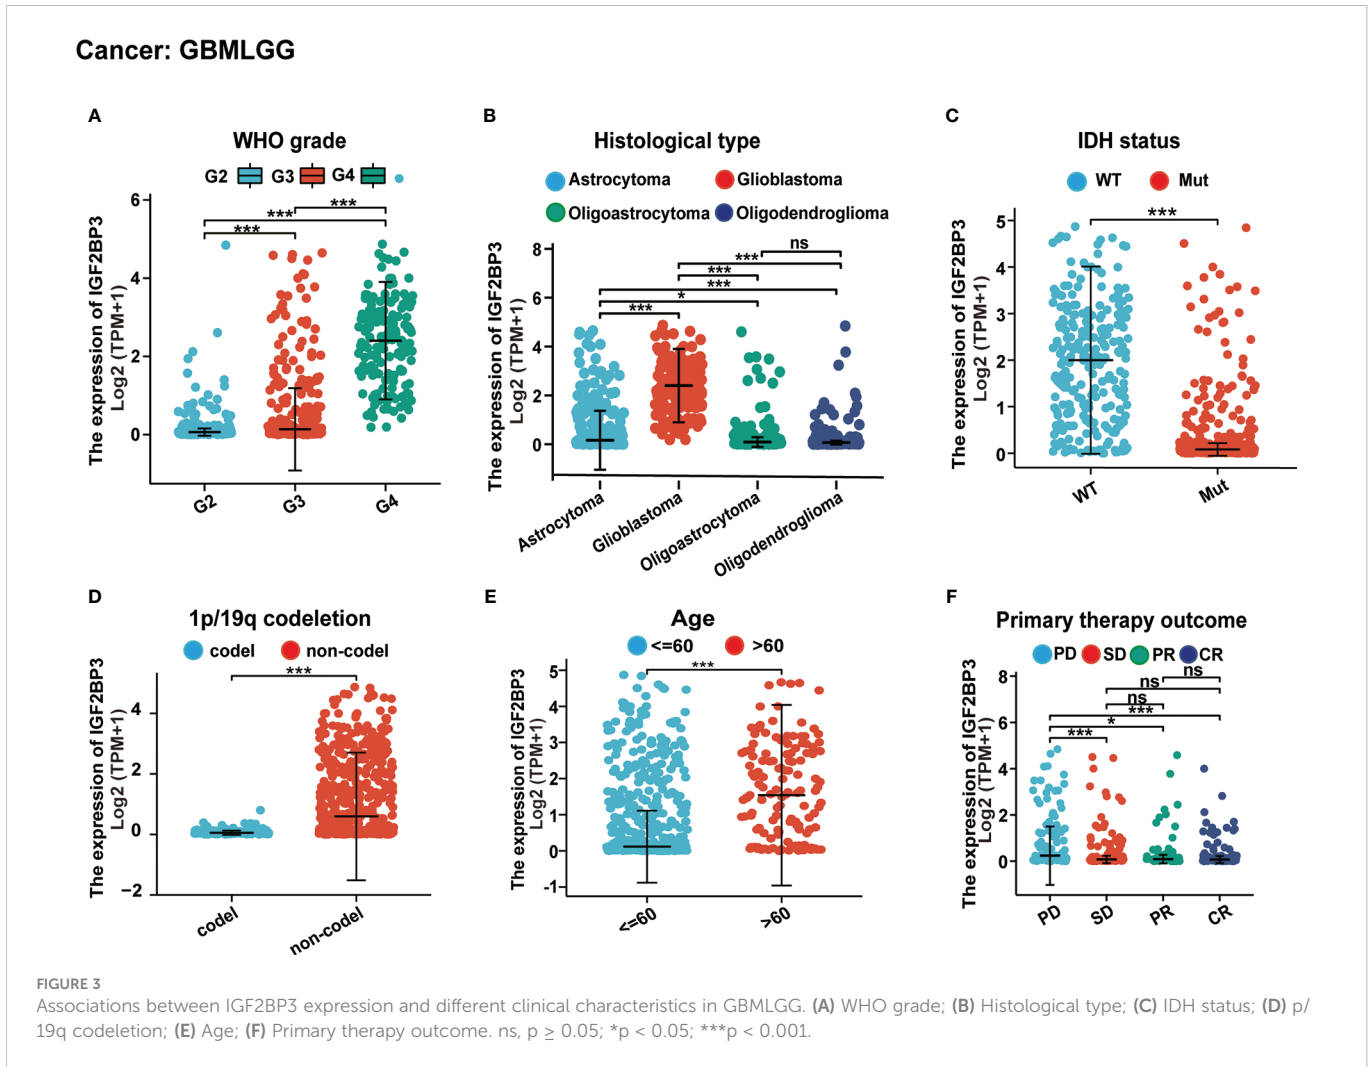 Cancer: GBMLGG
A
WHO grade
G2 G3 G4
The expression of IGF2BP3
Log2 (TPM+1)
6
4
2
0
*** *** ***
G2 G3 G4
B
Histological type
Astrocytoma Glioblastoma
Oligoastrocytoma Oligodendroglioma
The expression of IGF2BP3
Log2 (TPM+1)
8
6
4
2
0
ns
***
***
***
*
***
Astrocytoma Glioblastoma Oligoastrocytoma Oligodendroglioma
C
IDH status
WT Mut
The expression of IGF2BP3
Log2 (TPM+1)
5
4
3
2
1
0
***
WT Mut
D
1p/19q codeletion
codel non-codel
The expression of IGF2BP3
Log2 (TPM+1)
4
2
0
−2
***
codel non-codel
E
Age
<=60 >60
The expression of IGF2BP3
Log2 (TPM+1)
5
4
3
2
1
0
-1
***
<=60 >60
F
Primary therapy outcome
PD SD PR CR
The expression of IGF2BP3
Log2 (TPM+1)
8
6
4
2
0
ns
ns
ns
***
*
***
PD SD PR CR
FIGURE 3
Associations between IGF2BP3 expression and different clinical characteristics in GBMLGG. (A) WHO grade; (B) Histological type; (C) IDH status; (D) p/
19q codeletion; (E) Age; (F) Primary therapy outcome. ns, p ≥ 0.05; *p < 0.05; ***p < 0.001.